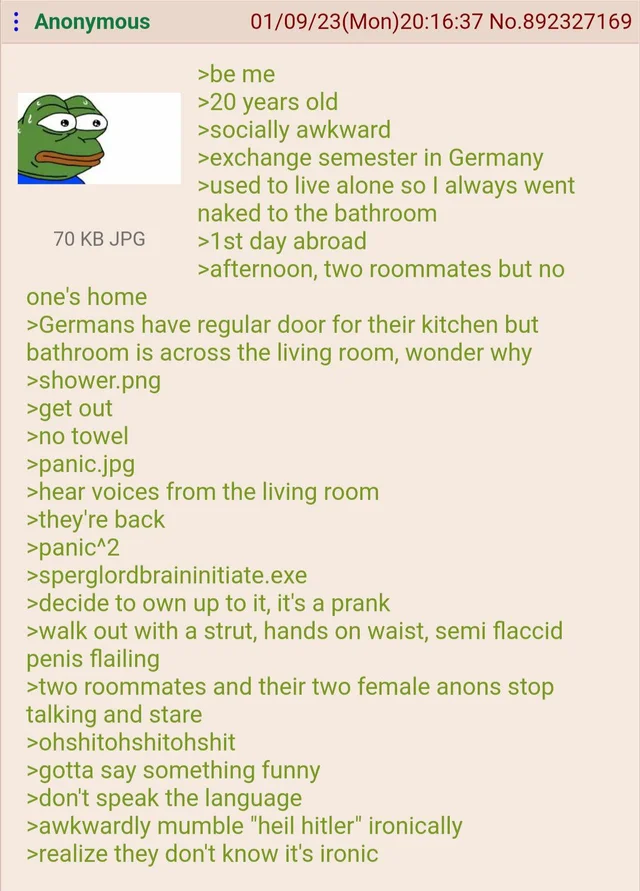 Anonymous 01/09/23(Mon)20:16:37 No.892327169
>be me
>20 years old
>socially awkward
>exchange semester in Germany
>used to live alone so I always went
naked to the bathroom
70 KB JPG
>1st day abroad
>afternoon, two roommates but no
one's home
>Germans have regular door for their kitchen but
bathroom is across the living room, wonder why
>shower.png
>get out
>no towel
>panic.jpg
>hear voices from the living room
>they're back
>panic^2
>sperglordbraininitiate.exe
>decide to own up to it, it's a prank
>walk out with a strut, hands on waist, semi flaccid
penis flailing
>two roommates and their two female anons stop
talking and stare
>ohshitohshitohshit
>gotta say something funny
>don't speak the language
>awkwardly mumble "heil hitler" ironically
>realize they don't know it's ironic